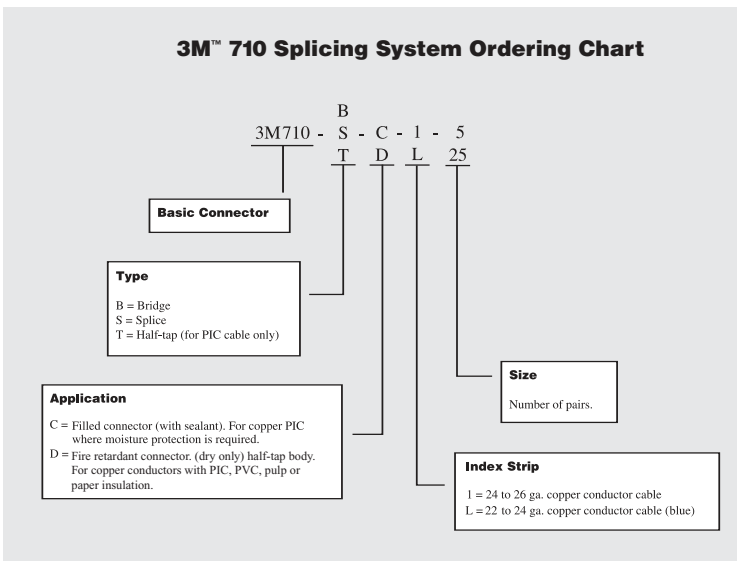 3M™ 710 Splicing System Ordering Chart
B
3M710 - S - C - 1 - 5
T D L 25
Basic Connector
Type
B = Bridge
S = Splice
T = Half-tap (for PIC cable only)
Application
C = Filled connector (with sealant). For copper PIC
where moisture protection is required.
D = Fire retardant connector. (dry only) half-tap body.
For copper conductors with PIC, PVC, pulp or
paper insulation.
Size
Number of pairs.
Index Strip
1 = 24 to 26 ga. copper conductor cable
L = 22 to 24 ga. copper conductor cable (blue)